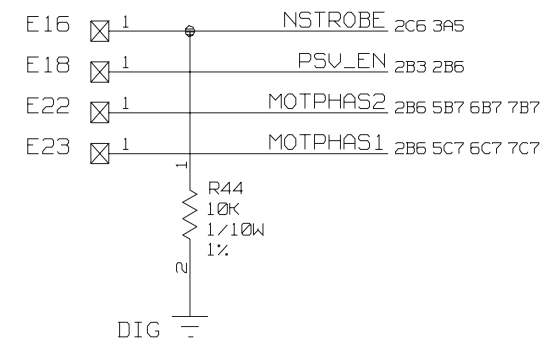 E16 1 NSTROBE 2C6 3A5
E18 1 PSV_EN 2B3 2B6
E22 1 MOTPHAS2 2B6 5B7 6B7 7B7
E23 1 MOTPHAS1 2B6 5C7 6C7 7C7
1
R44
10K
1/10W
1%
2
DIG